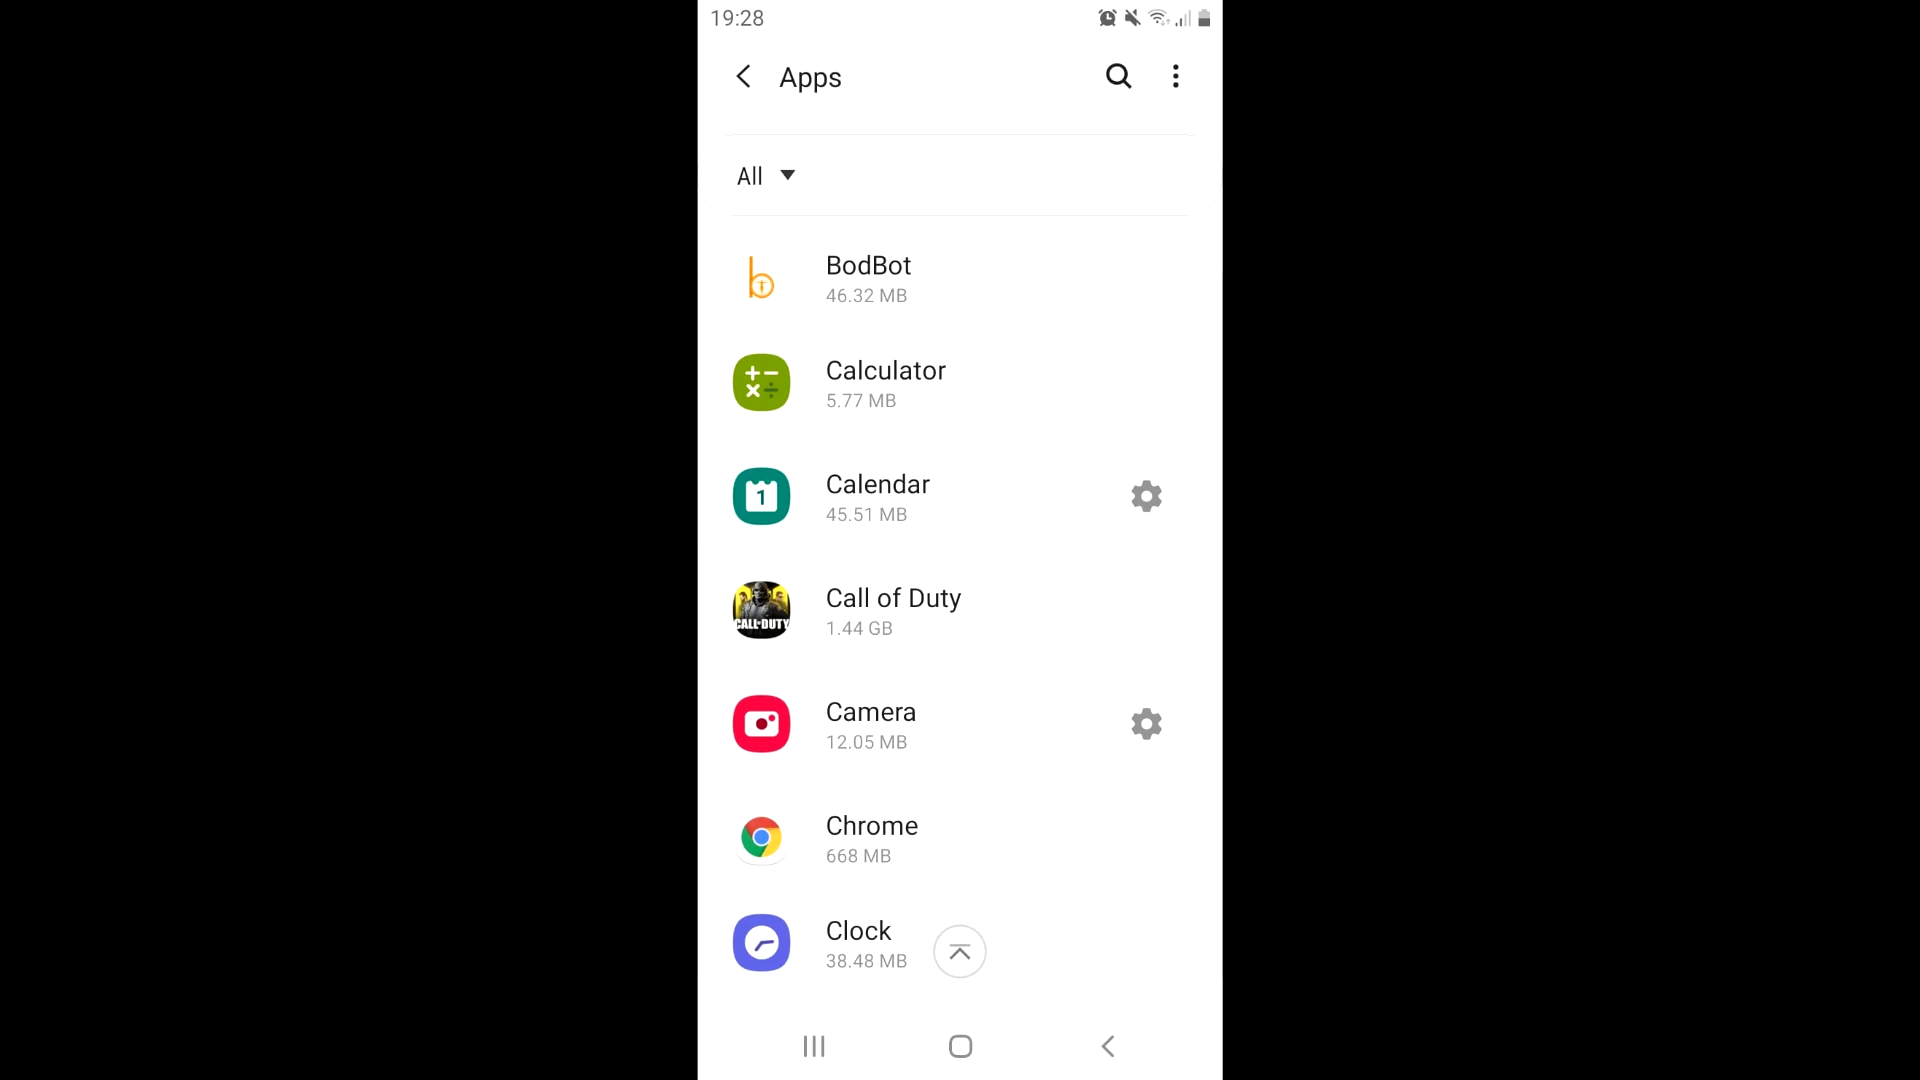 19:28
Apps
All
BodBot
46.32 MB
Calculator
5.77 MB
Calendar
1
45.51 MB
Call of Duty
CALL·DUTY
1.44 GB
Camera
12.05 MB
Chrome
668 MB
Clock
38.48 MB